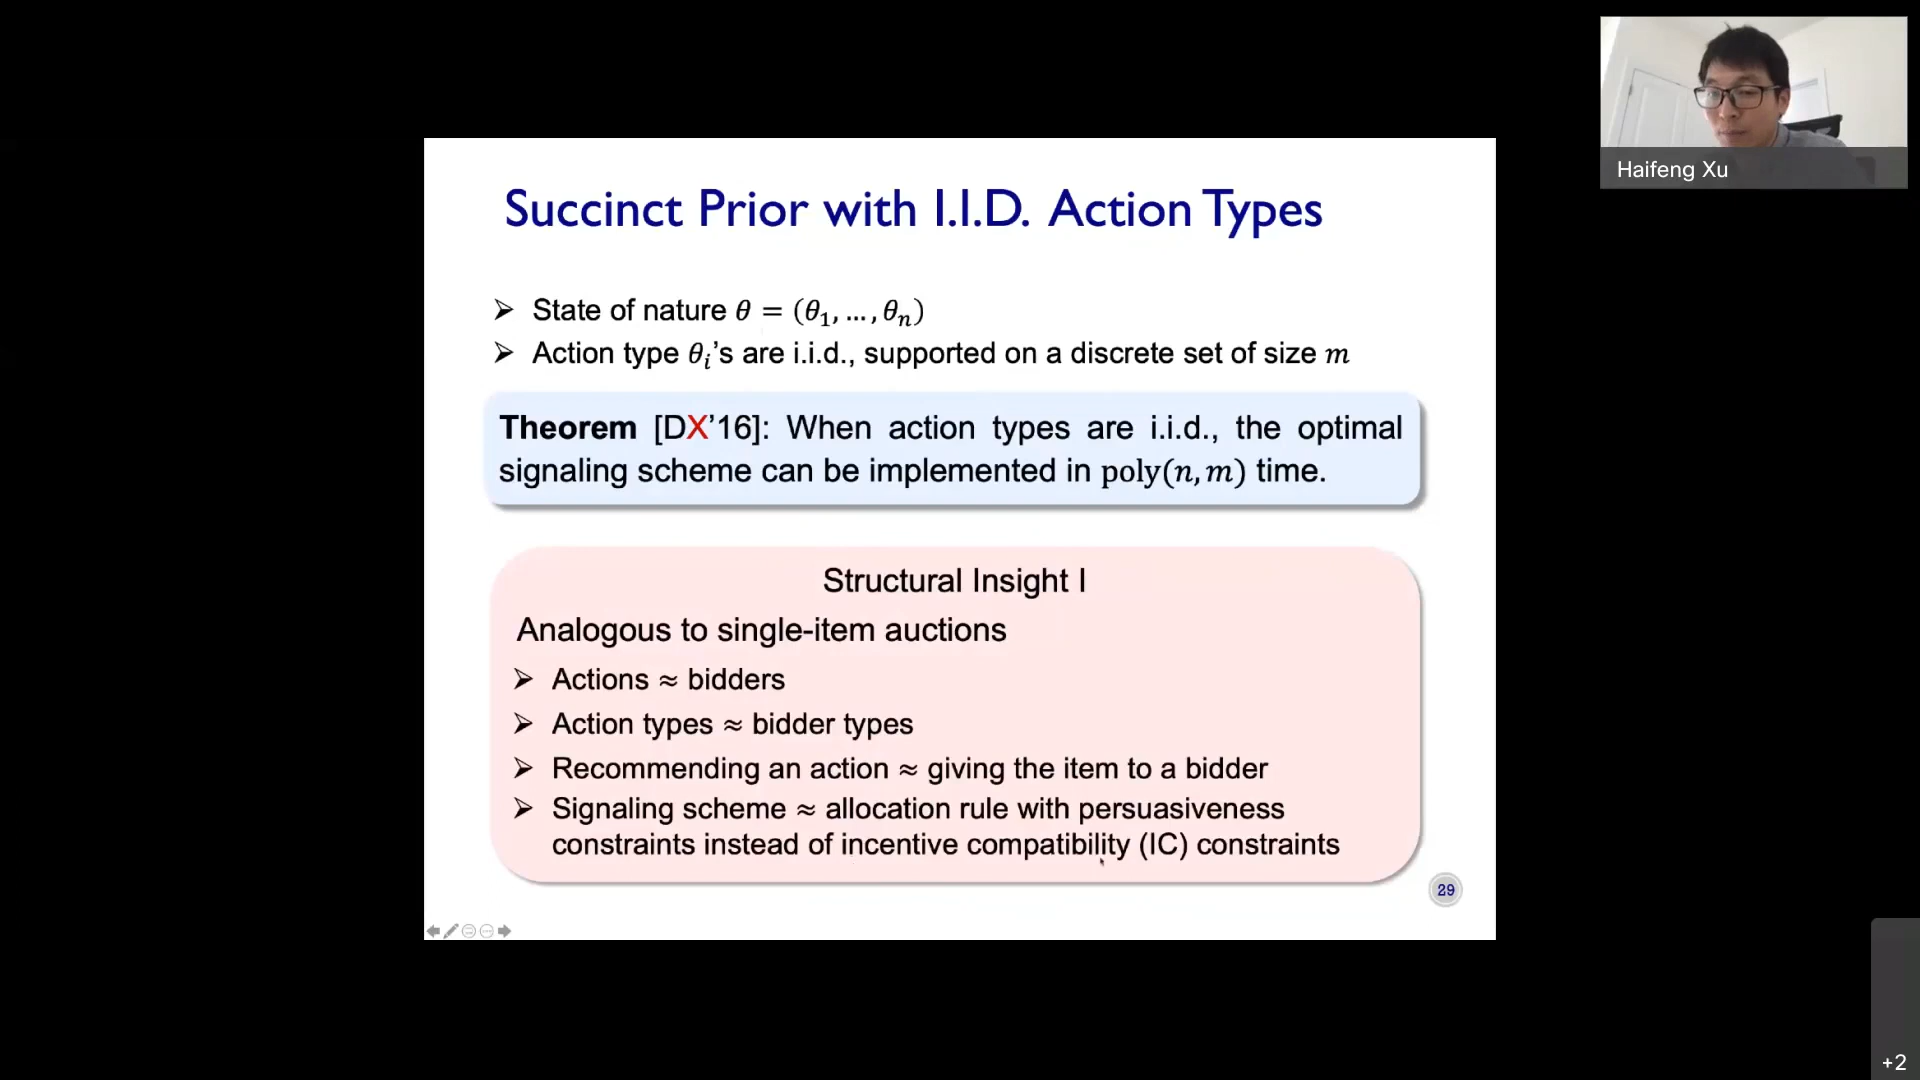 Haifeng Xu
Succinct Prior with I.I.D. Action Types
➢ State of nature θ = (θ₁, ..., θₙ)
➢ Action type θᵢ's are i.i.d., supported on a discrete set of size m
Theorem [DX'16]: When action types are i.i.d., the optimal
signaling scheme can be implemented in poly(n, m) time.
Structural Insight I
Analogous to single-item auctions
➢ Actions ≈ bidders
➢ Action types ≈ bidder types
➢ Recommending an action ≈ giving the item to a bidder
➢ Signaling scheme ≈ allocation rule with persuasiveness
constraints instead of incentive compatibility (IC) constraints
29
+2